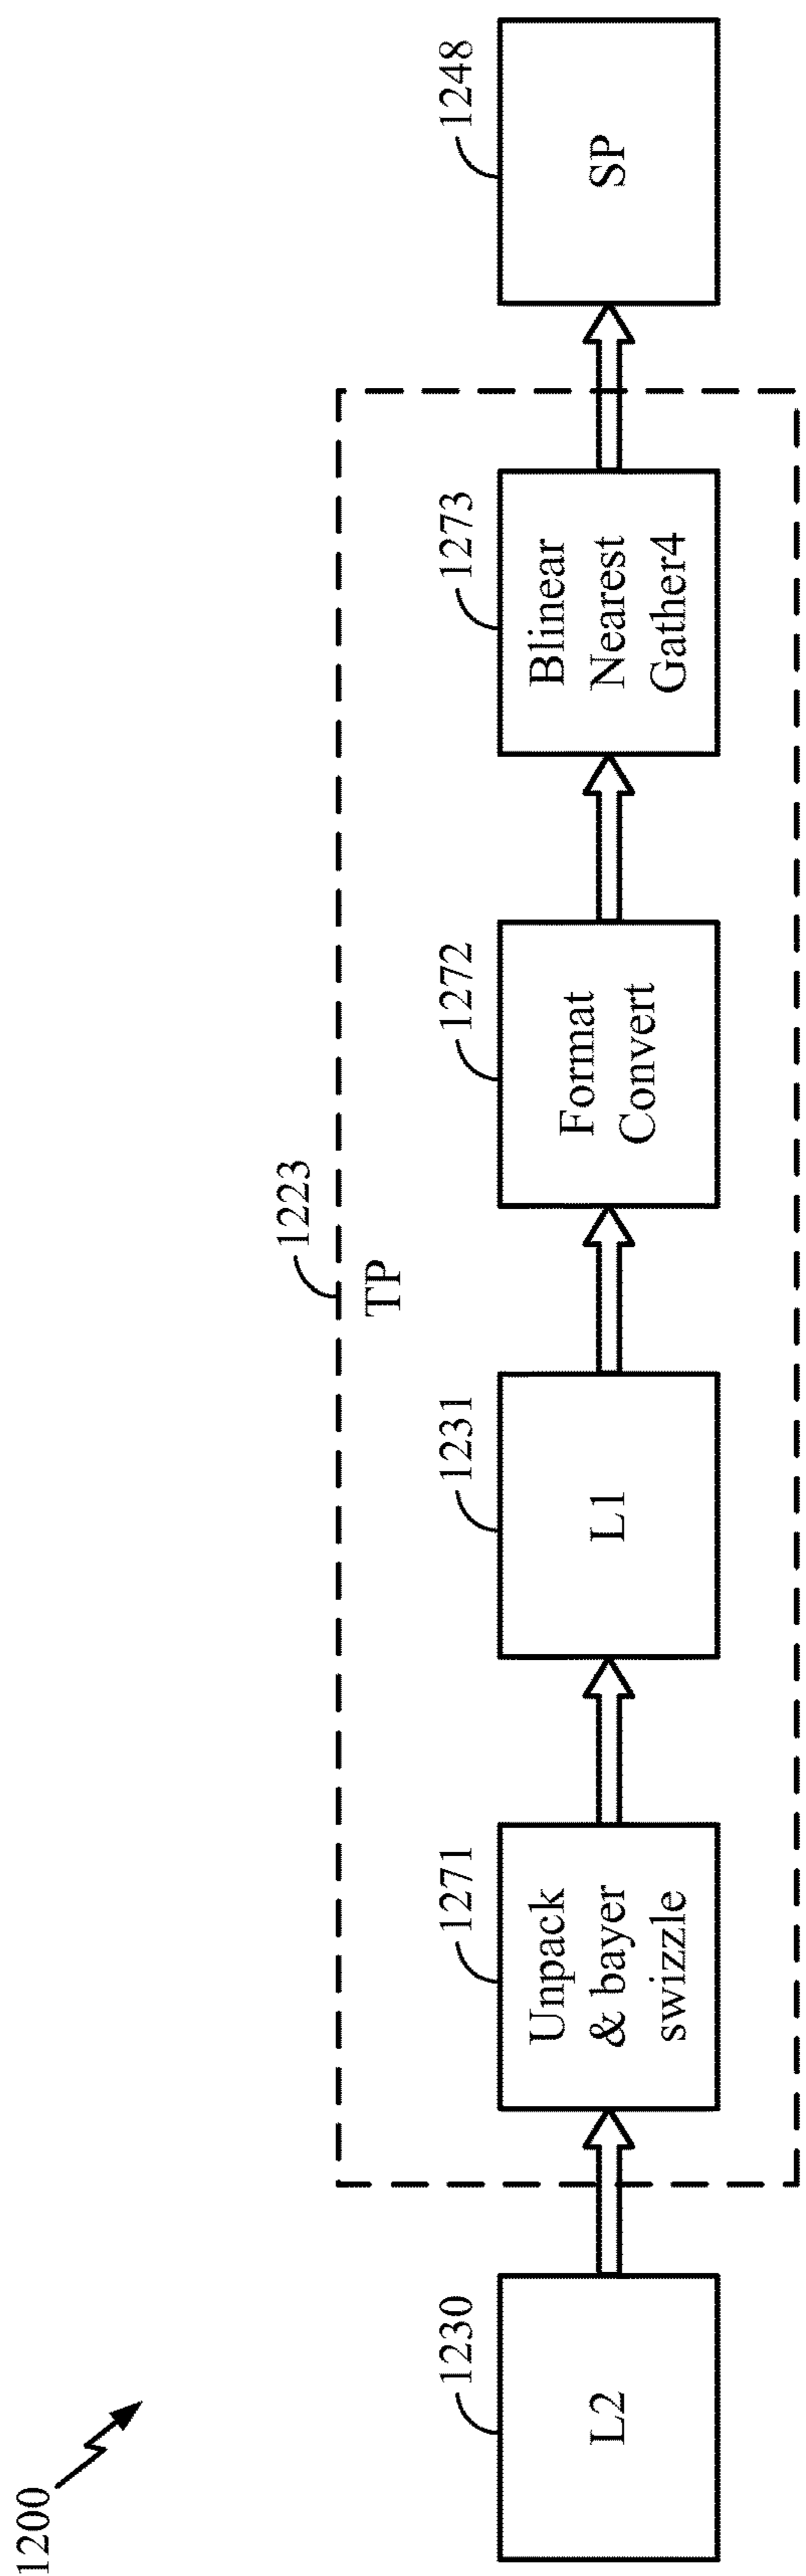 1200
1223
TP
1230
L2
1271
Unpack
& bayer
swizzle
1231
L1
1272
Format
Convert
1273
Blinear
Nearest
Gather4
1248
SP